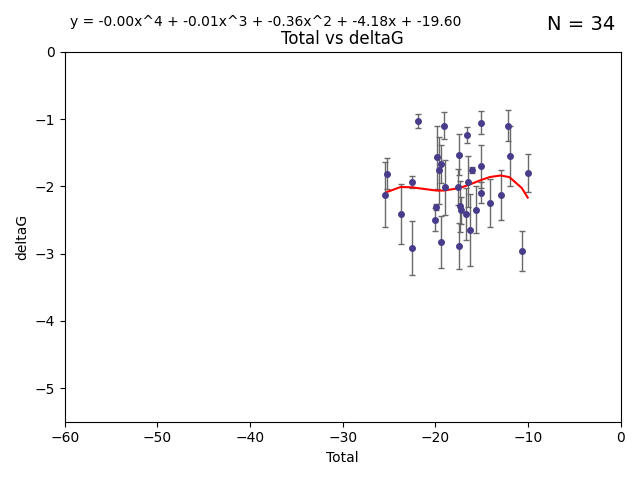 y = -0.00x^4 + -0.01x^3 + -0.36x^2 + -4.18x + -19.60
N = 34
Total vs deltaG
0
−1
−2
−3
−4
−5
deltaG
−60 −50 −40 −30 −20 −10 0
Total